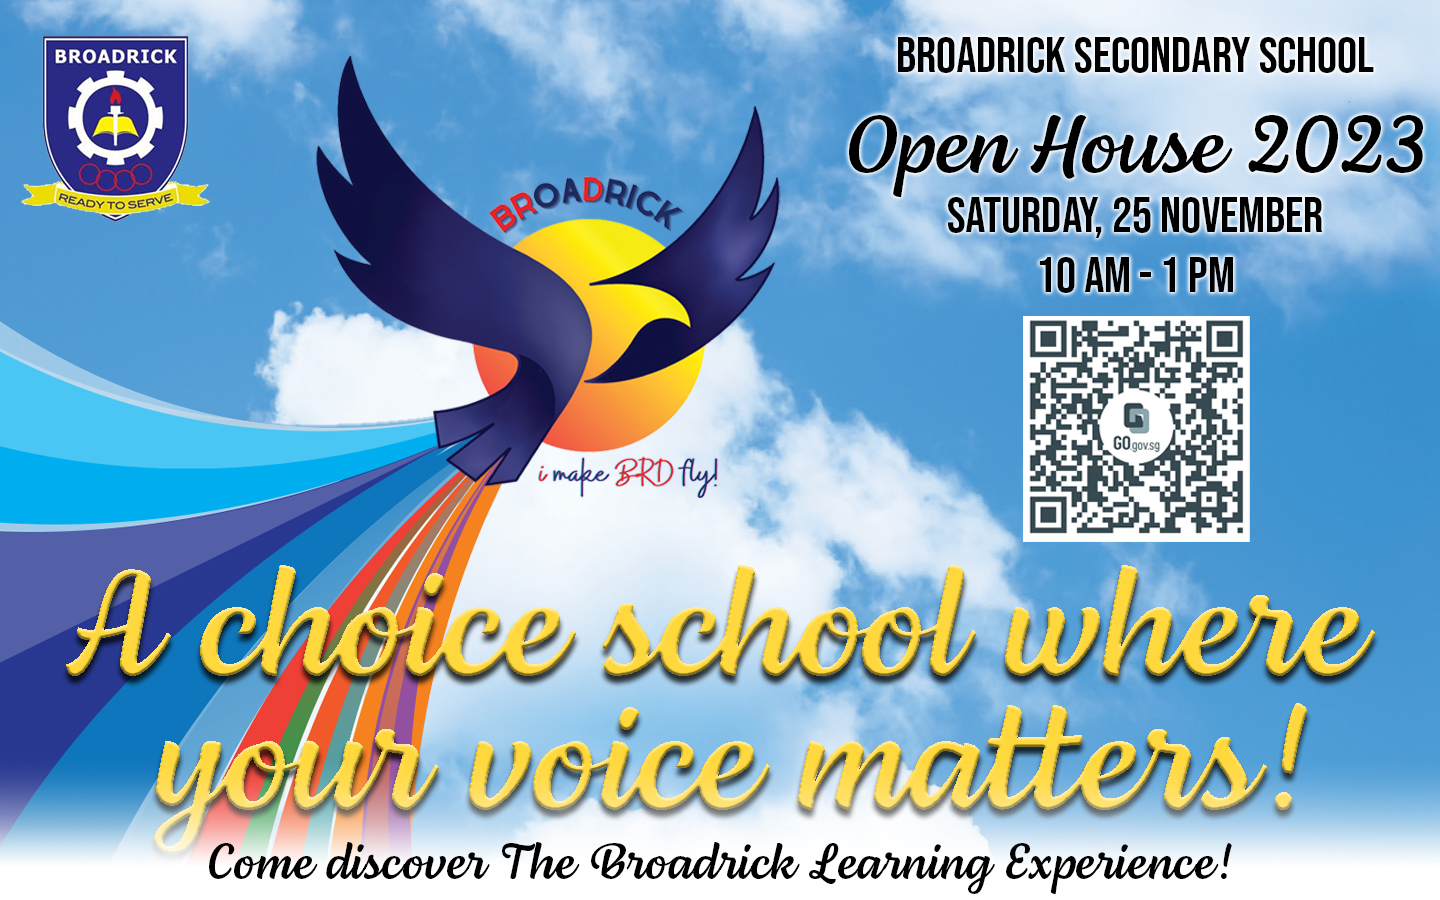 BROADRICK
READY TO SERVE
BROADRICK
i make BRD fly!
BROADRICK SECONDARY SCHOOL
Open House 2023
SATURDAY, 25 NOVEMBER
10 AM - 1 PM
GO.gov.sg
A choice school where
your voice matters!
Come discover The Broadrick Learning Experience!